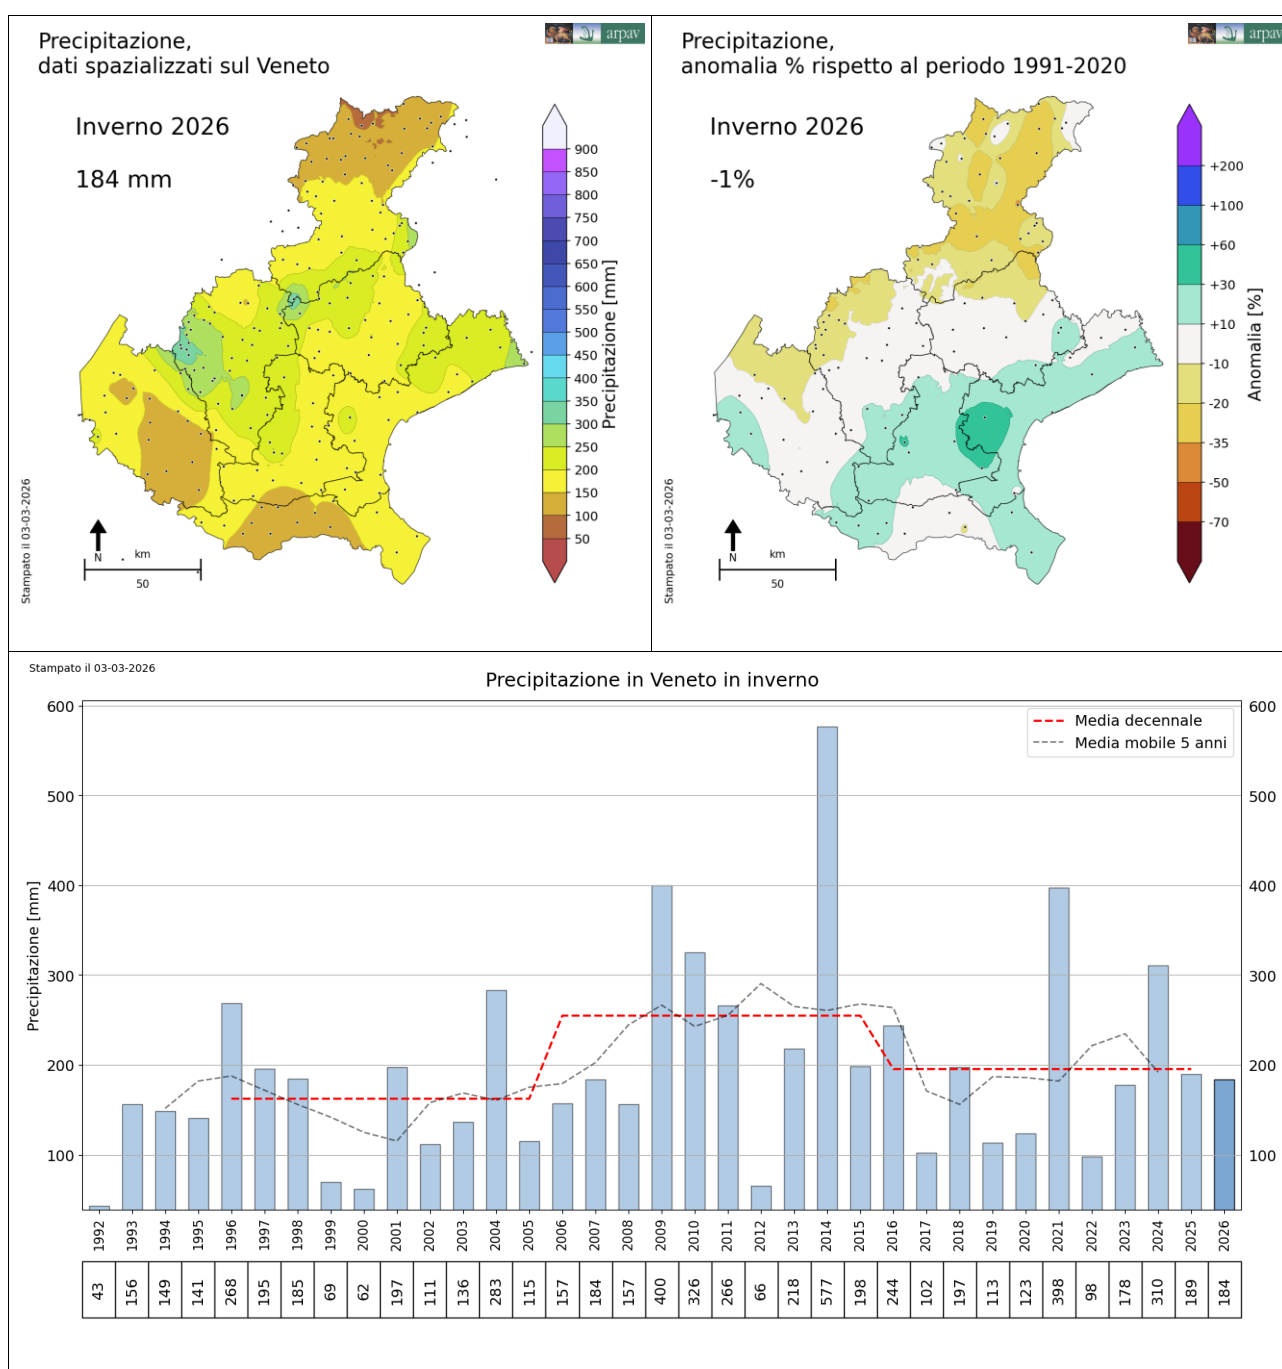 Precipitazione,
dati spazializzati sul Veneto
arpav
Inverno 2026
184 mm
900
850
800
750
700
650
600
550
500
450
400
350
300
250
200
150
100
50
Precipitazione [mm]
Stampato il 03-03-2026
N
km
50
Precipitazione,
anomalia % rispetto al periodo 1991-2020
arpav
Inverno 2026
-1%
+200
+100
+60
+30
+10
-10
-20
-35
-50
-70
Anomalia [%]
Stampato il 03-03-2026
N
km
50
Stampato il 03-03-2026
Precipitazione in Veneto in inverno
Media decennale
Media mobile 5 anni
Precipitazione [mm]
600 600
500 500
400 400
300 300
200 200
100 100
1992 1993 1994 1995 1996 1997 1998 1999 2000 2001 2002 2003 2004 2005 2006 2007 2008 2009 2010 2011 2012 2013 2014 2015 2016 2017 2018 2019 2020 2021 2022 2023 2024 2025 2026
43 156 149 141 268 195 185 69 62 197 111 136 283 115 157 184 157 400 326 266 66 218 577 198 244 102 197 113 123 398 98 178 310 189 184